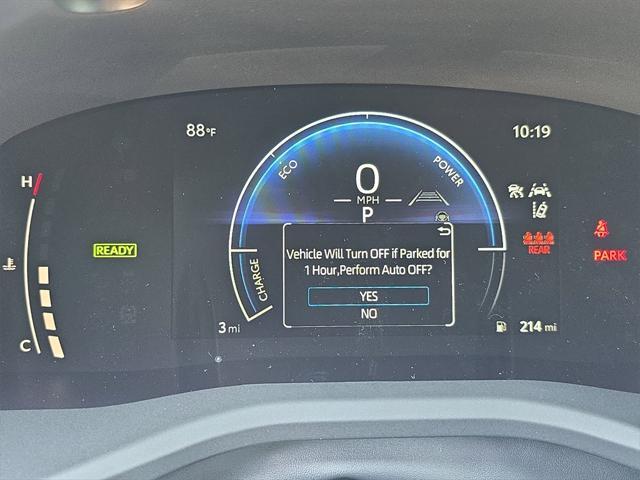 88°F
10:19
H
ECO
POWER
0
MPH
P
READY
REAR
PARK
Vehicle Will Turn OFF if Parked for
1 Hour,Perform Auto OFF?
YES
NO
CHARGE
C
3 mi
214 mi